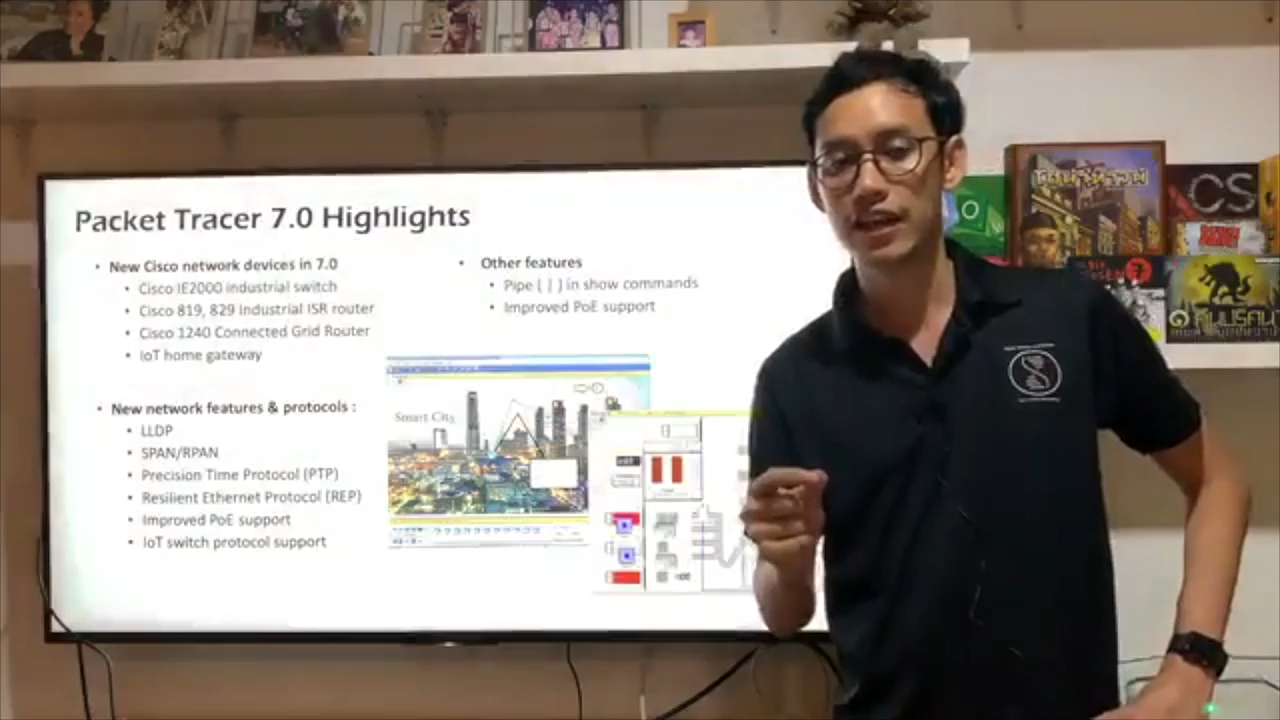 Packet Tracer 7.0 Highlights
• New Cisco network devices in 7.0
• Cisco IE2000 industrial switch
• Cisco 819, 829 Industrial ISR router
• Cisco 1240 Connected Grid Router
• IoT home gateway
• New network features & protocols :
• LLDP
• SPAN/RPAN
• Precision Time Protocol (PTP)
• Resilient Ethernet Protocol (REP)
• Improved PoE support
• IoT switch protocol support
• Other features
• Pipe ( | ) in show commands
• Improved PoE support
Smart City
CS